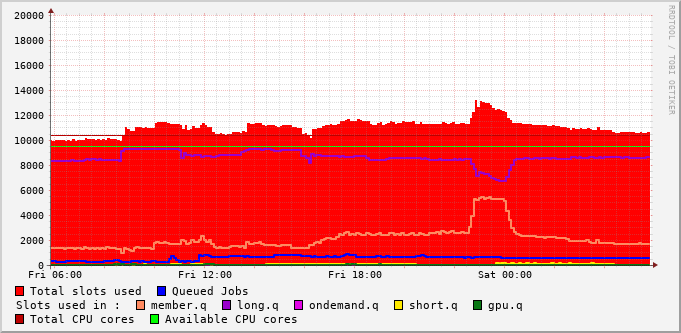 20000
18000
16000
14000
12000
10000
8000
6000
4000
2000
0
Fri 06:00 Fri 12:00 Fri 18:00 Sat 00:00
Total slots used Queued Jobs
Slots used in : member.q long.q ondemand.q short.q gpu.q
Total CPU cores Available CPU cores
RRDTOOL / TOBI OETIKER